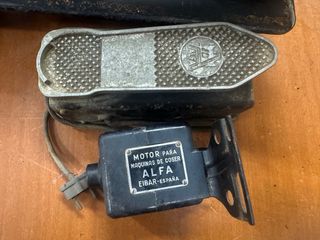 MOTOR PARA
MAQUINAS DE COSER
ALFA
EIBAR-ESPAÑA